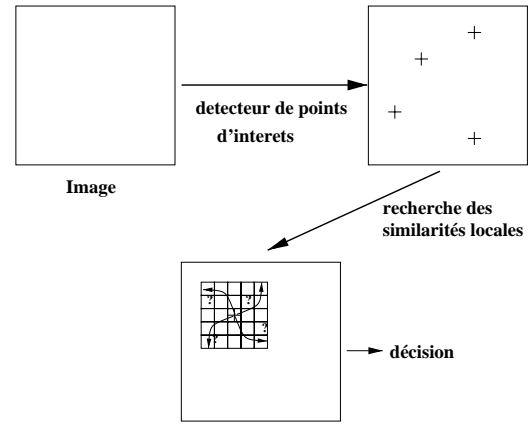 detecteur de points
d'interets
Image
recherche des
similarités locales
?
?
?
?
décision